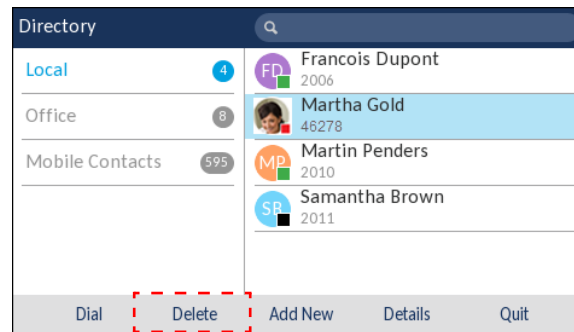 Directory
Local 4
Office 8
Mobile Contacts 595
FD Francois Dupont
2006
Martha Gold
46278
MP Martin Penders
2010
SB Samantha Brown
2011
Dial Delete Add New Details Quit